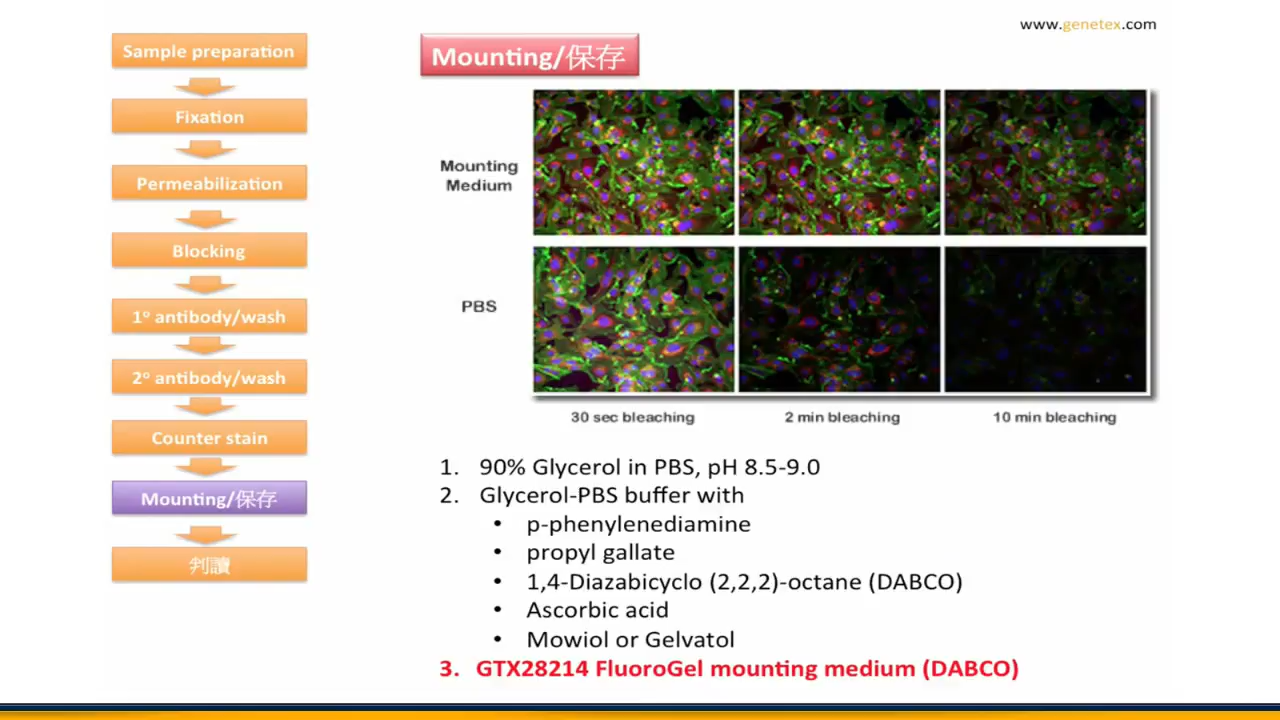 www.genetex.com
Sample preparation
Fixation
Permeabilization
Blocking
1º antibody/wash
2º antibody/wash
Counter stain
Mounting/保存
判讀
Mounting/保存
Mounting
Medium
PBS
30 sec bleaching
2 min bleaching
10 min bleaching
1. 90% Glycerol in PBS, pH 8.5-9.0
2. Glycerol-PBS buffer with
• p-phenylenediamine
• propyl gallate
• 1,4-Diazabicyclo (2,2,2)-octane (DABCO)
• Ascorbic acid
• Mowiol or Gelvatol
3. GTX28214 FluoroGel mounting medium (DABCO)